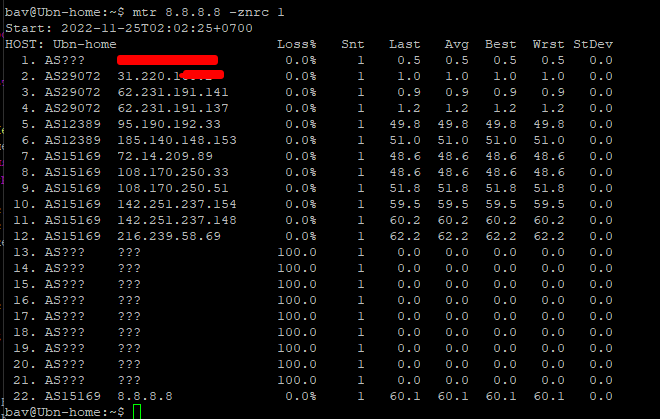 bav@Ubn-home:~$ mtr 8.8.8.8 -znrc 1
Start: 2022-11-25T02:02:25+0700
HOST: Ubn-home Loss% Snt Last Avg Best Wrst StDev
1. AS??? 0.0% 1 0.5 0.5 0.5 0.5 0.0
2. AS29072 31.220.1 0.0% 1 1.0 1.0 1.0 1.0 0.0
3. AS29072 62.231.191.141 0.0% 1 0.9 0.9 0.9 0.9 0.0
4. AS29072 62.231.191.137 0.0% 1 1.2 1.2 1.2 1.2 0.0
5. AS12389 95.190.192.33 0.0% 1 49.8 49.8 49.8 49.8 0.0
6. AS12389 185.140.148.153 0.0% 1 51.0 51.0 51.0 51.0 0.0
7. AS15169 72.14.209.89 0.0% 1 48.6 48.6 48.6 48.6 0.0
8. AS15169 108.170.250.33 0.0% 1 48.6 48.6 48.6 48.6 0.0
9. AS15169 108.170.250.51 0.0% 1 51.8 51.8 51.8 51.8 0.0
10. AS15169 142.251.237.154 0.0% 1 59.5 59.5 59.5 59.5 0.0
11. AS15169 142.251.237.148 0.0% 1 60.2 60.2 60.2 60.2 0.0
12. AS15169 216.239.58.69 0.0% 1 62.2 62.2 62.2 62.2 0.0
13. AS??? ??? 100.0 1 0.0 0.0 0.0 0.0 0.0
14. AS??? ??? 100.0 1 0.0 0.0 0.0 0.0 0.0
15. AS??? ??? 100.0 1 0.0 0.0 0.0 0.0 0.0
16. AS??? ??? 100.0 1 0.0 0.0 0.0 0.0 0.0
17. AS??? ??? 100.0 1 0.0 0.0 0.0 0.0 0.0
18. AS??? ??? 100.0 1 0.0 0.0 0.0 0.0 0.0
19. AS??? ??? 100.0 1 0.0 0.0 0.0 0.0 0.0
20. AS??? ??? 100.0 1 0.0 0.0 0.0 0.0 0.0
21. AS??? ??? 100.0 1 0.0 0.0 0.0 0.0 0.0
22. AS15169 8.8.8.8 0.0% 1 60.1 60.1 60.1 60.1 0.0
bav@Ubn-home:~$